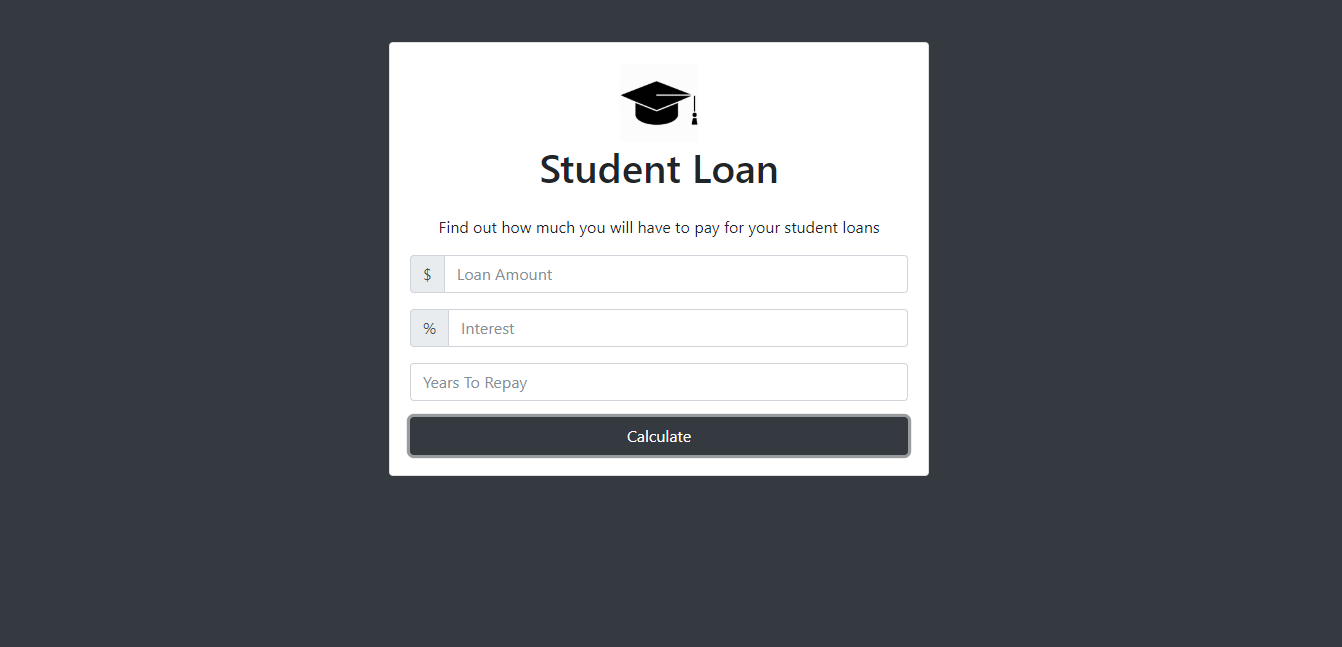 Student Loan
Find out how much you will have to pay for your student loans
$ Loan Amount
% Interest
Years To Repay
Calculate